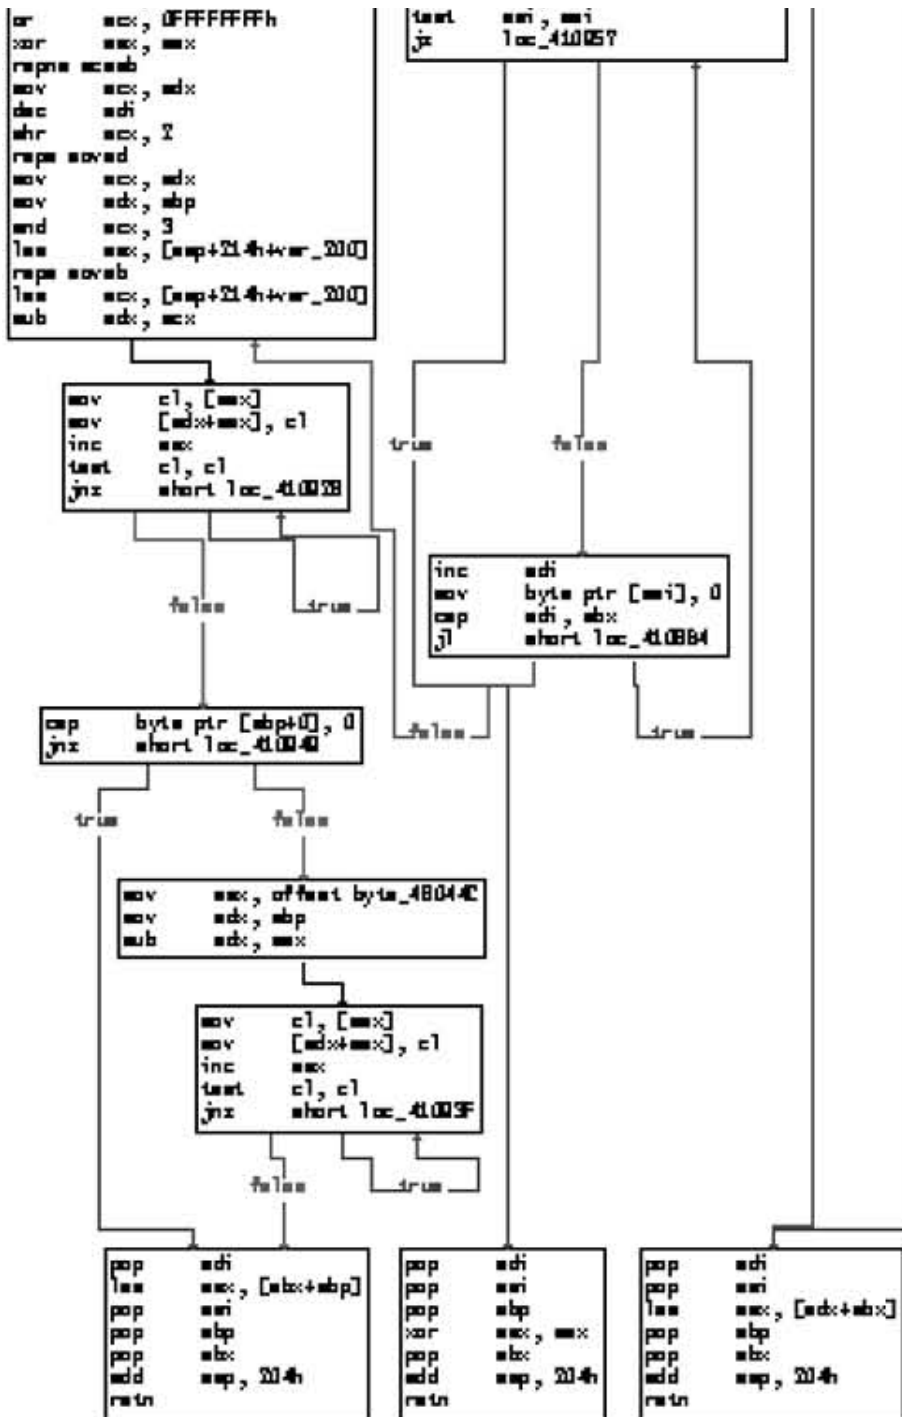 or ecx, 0FFFFFFFFh
xor eax, eax
repne scasb
mov ecx, edx
dec edi
shr ecx, 2
repe movsd
mov ecx, edx
mov edx, ebp
and ecx, 3
lea eax, [esp+214h+var_200]
repe movsb
lea ecx, [esp+214h+var_200]
sub edx, ecx
test esi, esi
jz loc_410957
mov cl, [eax]
mov [edx+eax], cl
inc eax
test cl, cl
jnz short loc_41092B
true
false
false
true
inc edi
mov byte ptr [esi], 0
cmp edi, ebx
jl short loc_4108B4
false
true
cmp byte ptr [ebp+0], 0
jnz short loc_410949
true
false
mov eax, offset
mov edx, ebp
sub edx, eax
mov cl, [eax]
mov [edx+eax], cl
inc eax
test cl, cl
jnz short loc_41093F
false
true
pop edi
lea eax, [ebx+ebp]
pop esi
pop ebp
pop ebx
add esp, 204h
retn
pop edi
pop esi
pop ebp
xor eax, eax
pop ebx
add esp, 204h
retn
pop edi
pop esi
lea eax, [edx+ebx]
pop ebp
pop ebx
add esp, 204h
retn